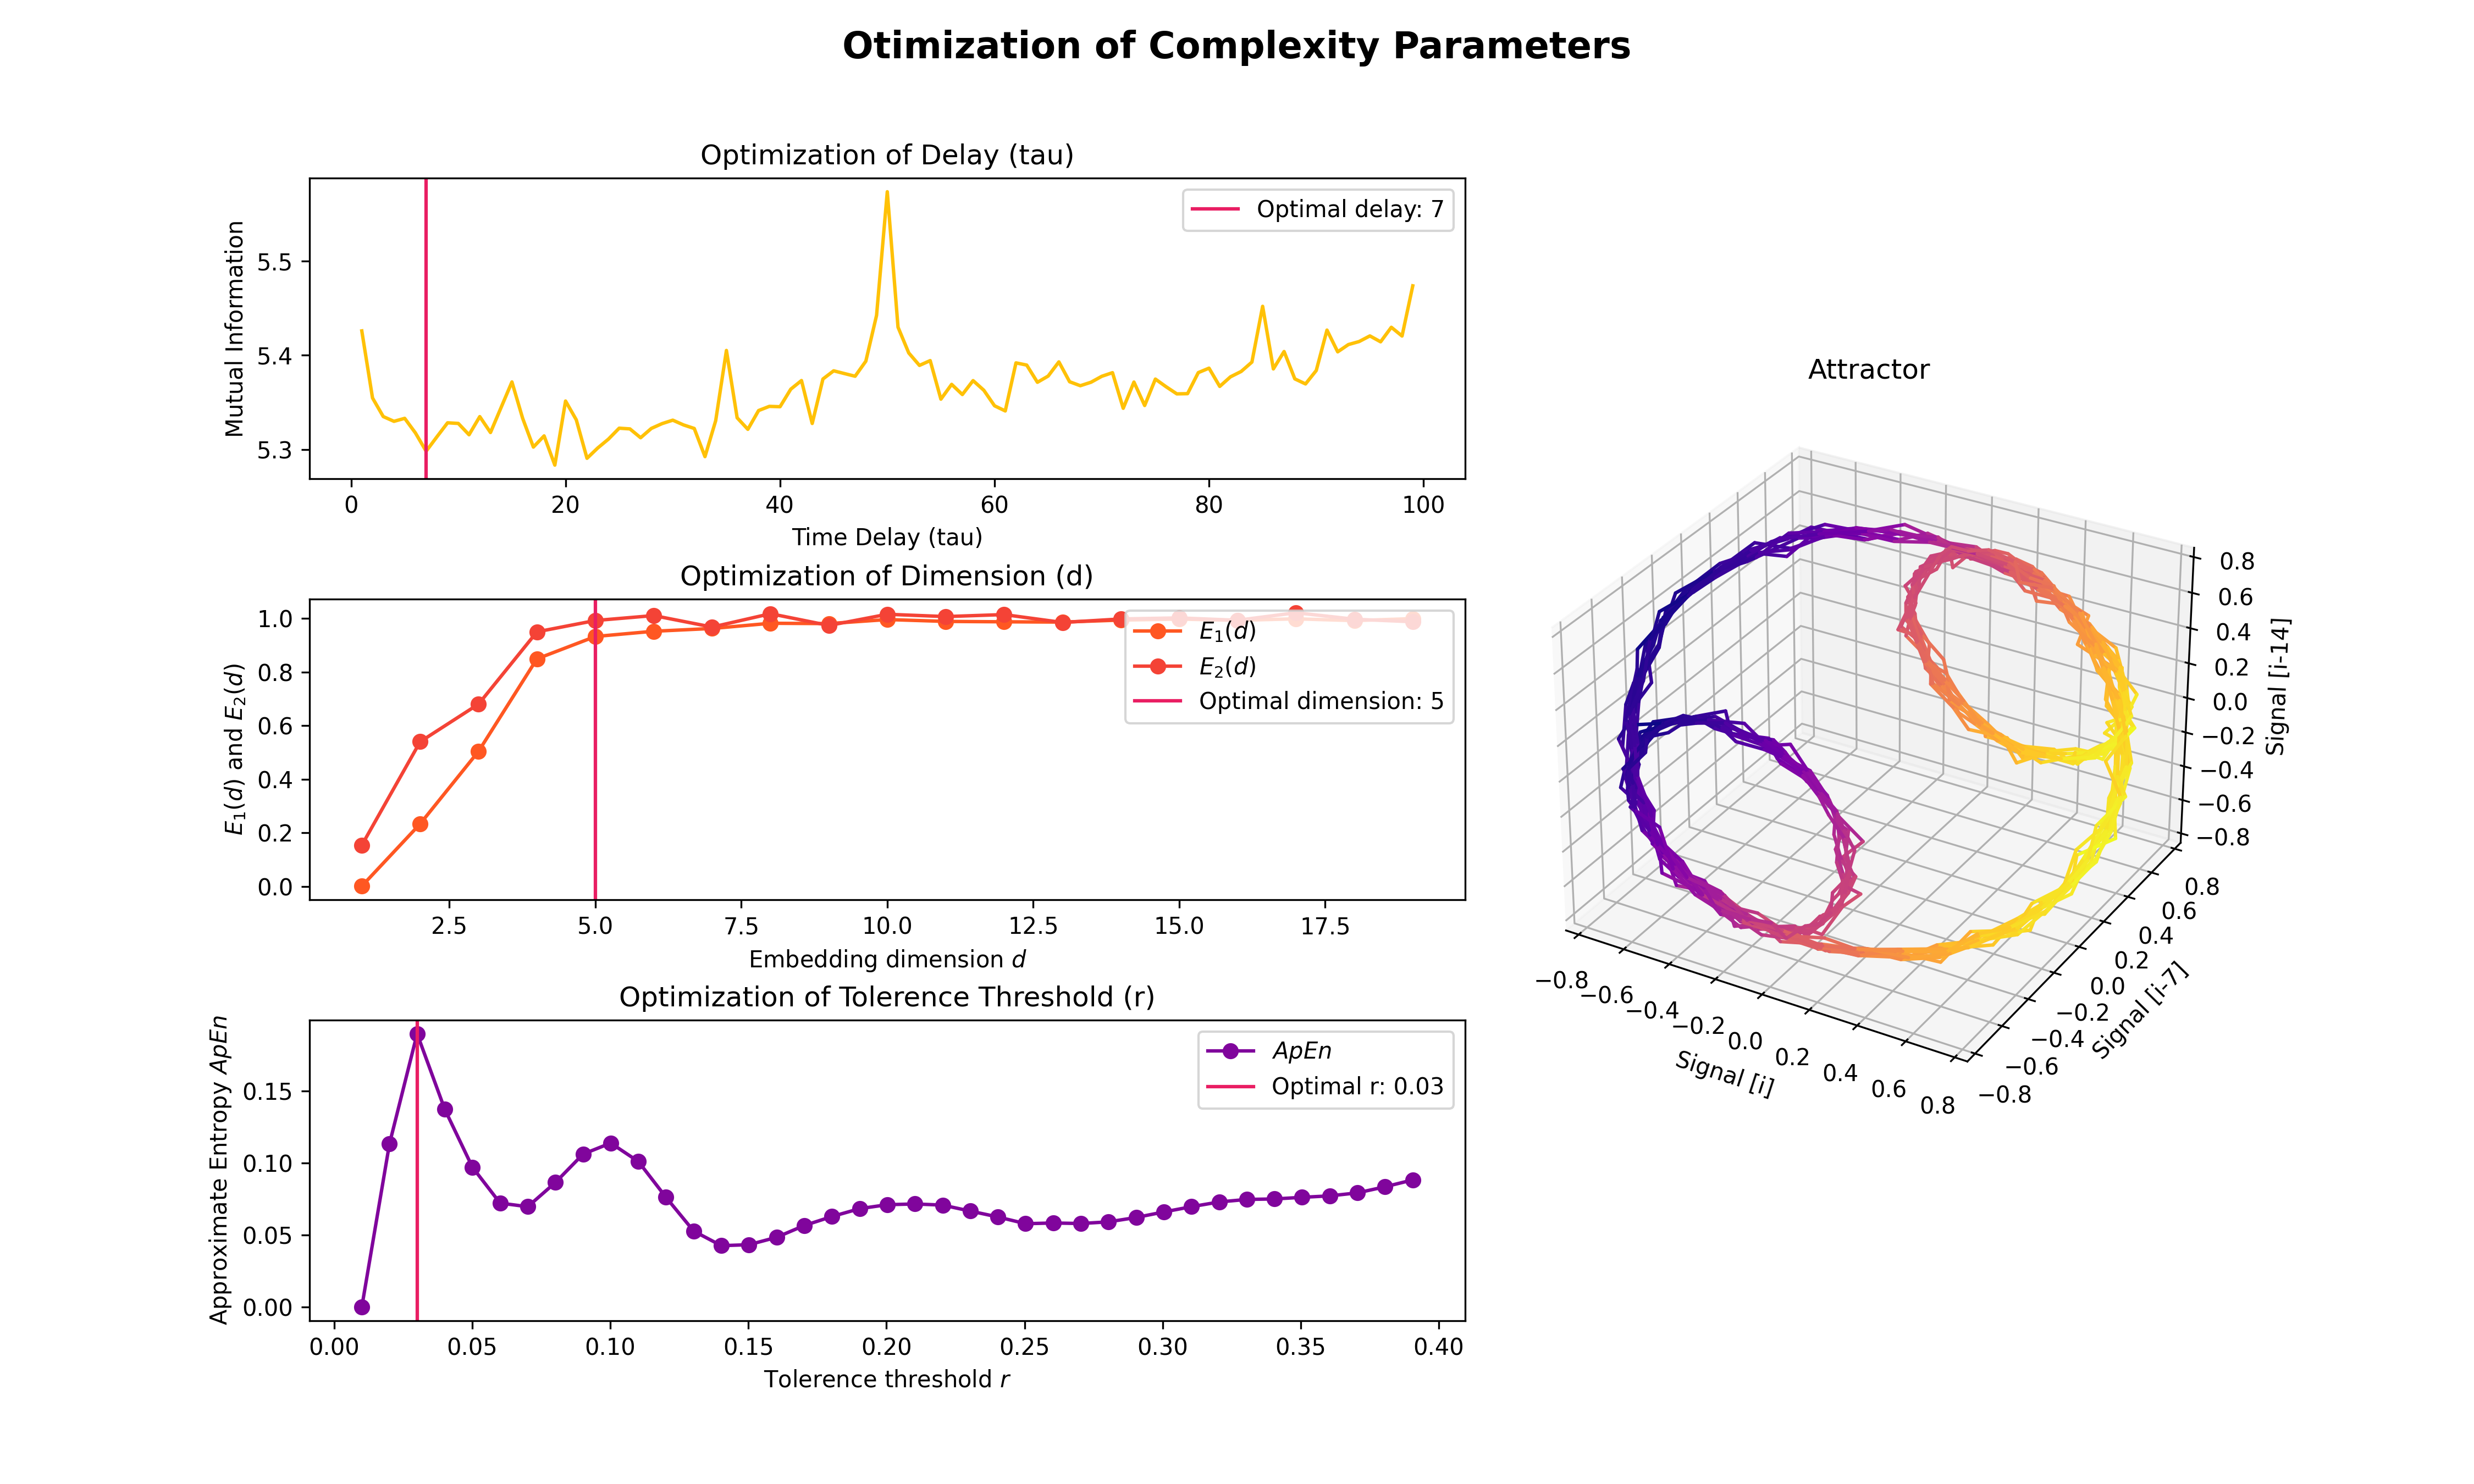 Otimization of Complexity Parameters
Optimization of Delay (tau)
Mutual Information
5.5
5.4
5.3
Optimal delay: 7
0 20 40 60 80 100
Time Delay (tau)
Optimization of Dimension (d)
E₁(d) and E₂(d)
1.0
0.8
0.6
0.4
0.2
0.0
E₁(d)
E₂(d)
Optimal dimension: 5
2.5 5.0 7.5 10.0 12.5 15.0 17.5
Embedding dimension d
Optimization of Tolerence Threshold (r)
Approximate Entropy ApEn
0.15
0.10
0.05
0.00
ApEn
Optimal r: 0.03
0.00 0.05 0.10 0.15 0.20 0.25 0.30 0.35 0.40
Tolerence threshold r
Attractor
0.8
0.6
0.4
0.2
0.0
−0.2
−0.4
−0.6
−0.8
Signal [i-14]
0.8
0.6
0.4
0.2
0.0
−0.2
−0.4
−0.6
−0.8
Signal [i-7]
−0.8 −0.6 −0.4 −0.2 0.0 0.2 0.4 0.6 0.8
Signal [i]